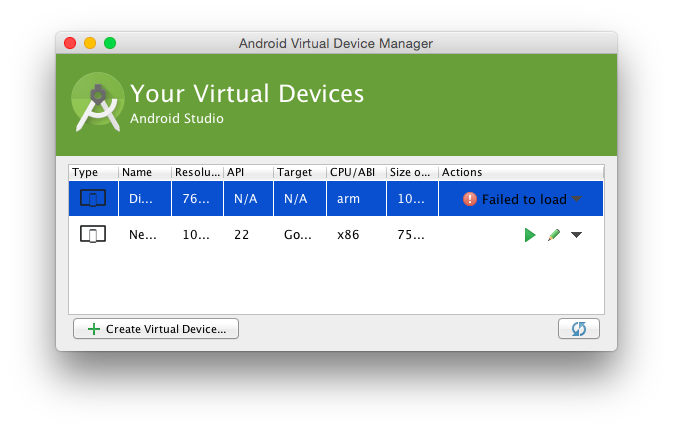 Android Virtual Device Manager
Your Virtual Devices
Android Studio
Type Name Resolu... API Target CPU/ABI Size o... Actions
Di... 76... N/A N/A arm 10... Failed to load
Ne... 10... 22 Go... x86 75...
Create Virtual Device...